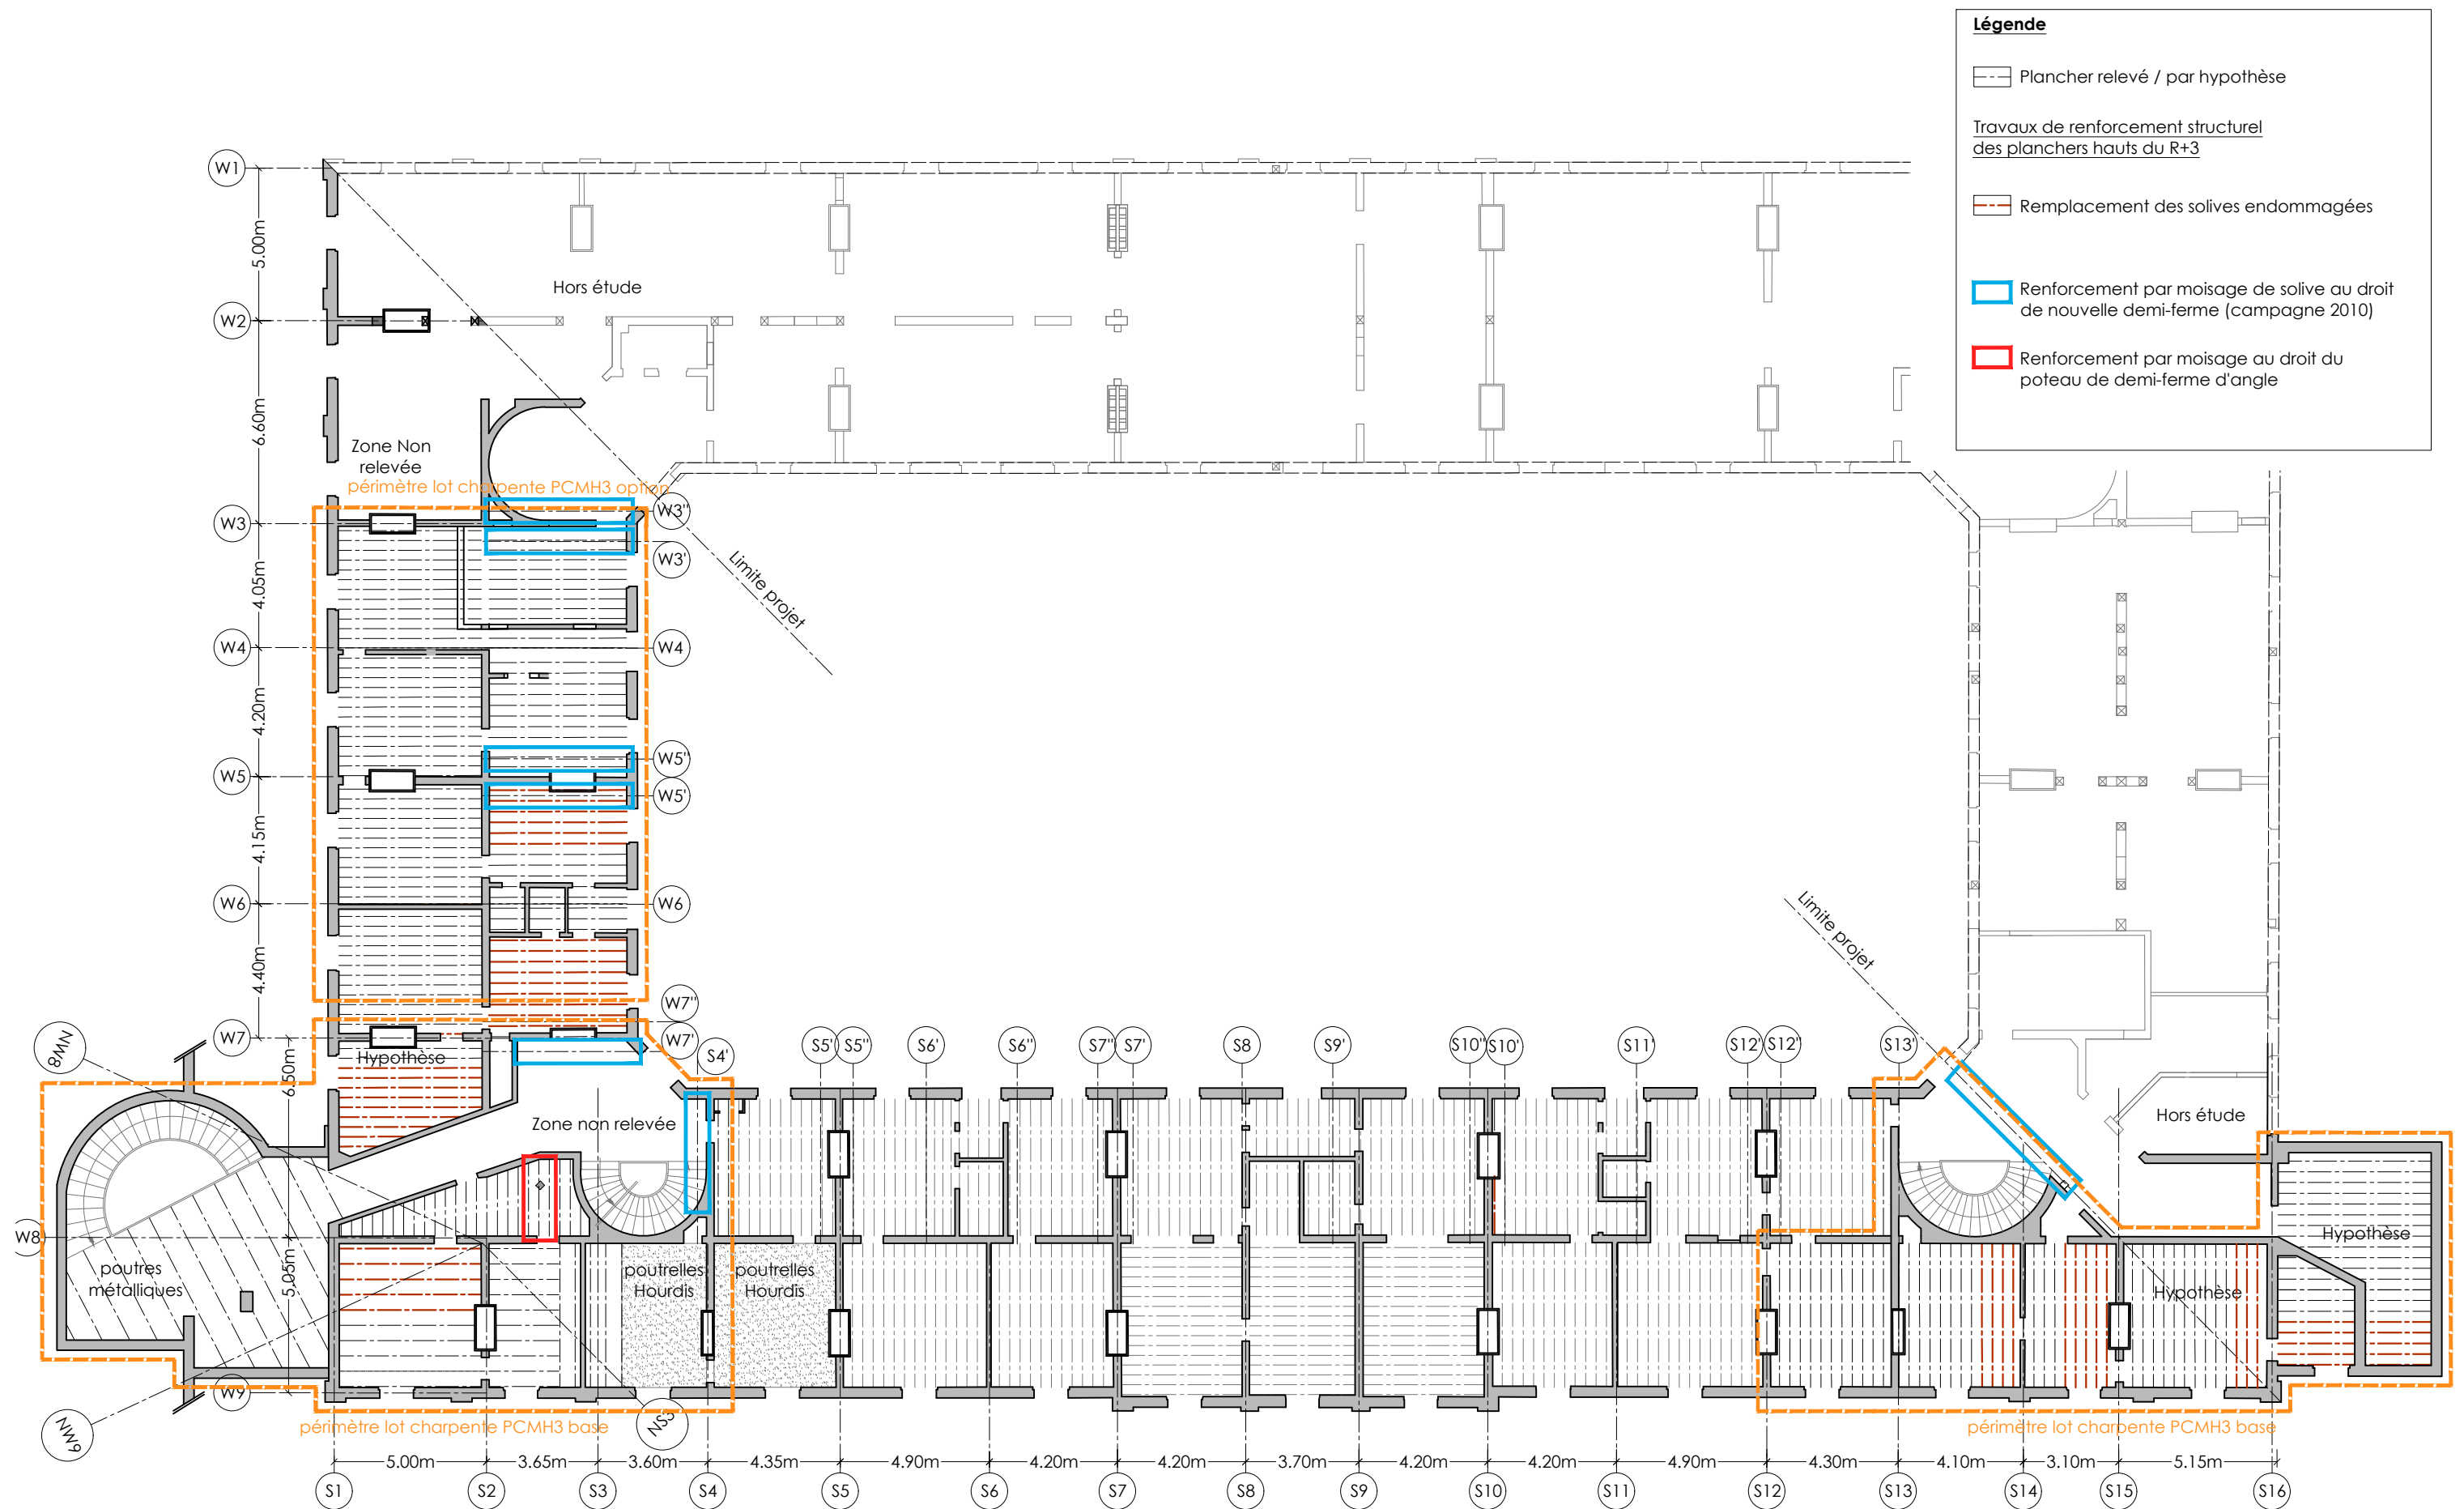 Légende
Plancher relevé / par hypothèse
Travaux de renforcement structurel
des planchers hauts du R+3
Remplacement des solives endommagées
Renforcement par moisage de solive au droit
de nouvelle demi-ferme (campagne 2010)
Renforcement par moisage au droit du
poteau de demi-ferme d'angle
W1
5.00m
Hors étude
W2
6.60m
Zone Non
relevée
périmètre lot charpente PCMH3 option
W3
W3"
W3'
4.05m
Limite projet
W4
W4
4.20m
W5"
W5
W5'
4.15m
W6
W6
Limite projet
4.40m
W7"
W7
W7'
NW8
Hypothèse
6.50m
S4'
S5'
S5"
S6'
S6"
S7"
S7'
S8
S9'
S10"
S10'
S11'
S12'
S12"
S13'
Zone non relevée
Hors étude
W8
Hypothèse
poutres
métalliques
5.05m
poutrelles
Hourdis
poutrelles
Hourdis
Hypothèse
W9
NW9
NS3
périmètre lot charpente PCMH3 base
périmètre lot charpente PCMH3 base
5.00m
3.65m
3.60m
4.35m
4.90m
4.20m
4.20m
3.70m
4.20m
4.20m
4.90m
4.30m
4.10m
3.10m
5.15m
S1
S2
S3
S4
S5
S6
S7
S8
S9
S10
S11
S12
S13
S14
S15
S16